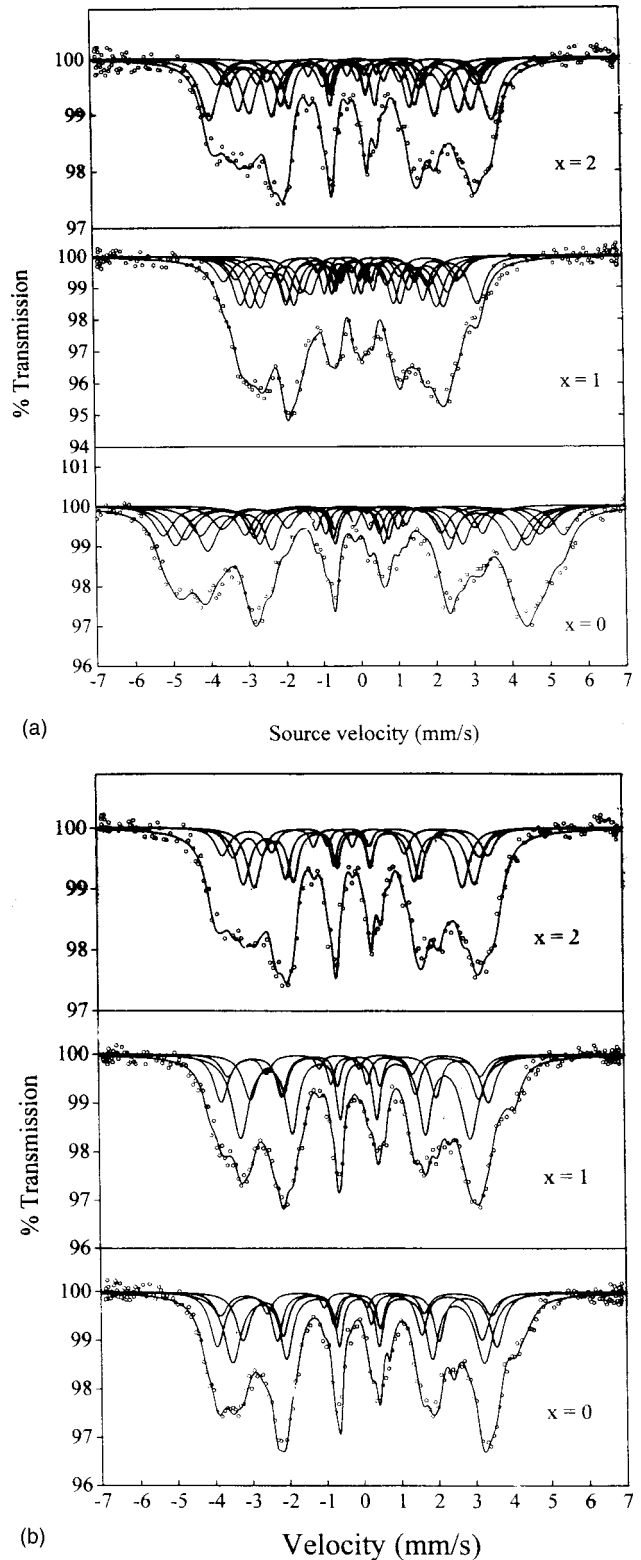 100
99
98
97
x = 2
100
99
98
97
96
95
94
x = 1
% Transmission
101
100
99
98
97
96
x = 0
-7 -6 -5 -4 -3 -2 -1 0 1 2 3 4 5 6 7
(a)
Source velocity (mm/s)
100
99
98
97
x = 2
100
99
98
97
96
x = 1
% Transmission
100
99
98
97
96
x = 0
-7 -6 -5 -4 -3 -2 -1 0 1 2 3 4 5 6 7
(b)
Velocity (mm/s)